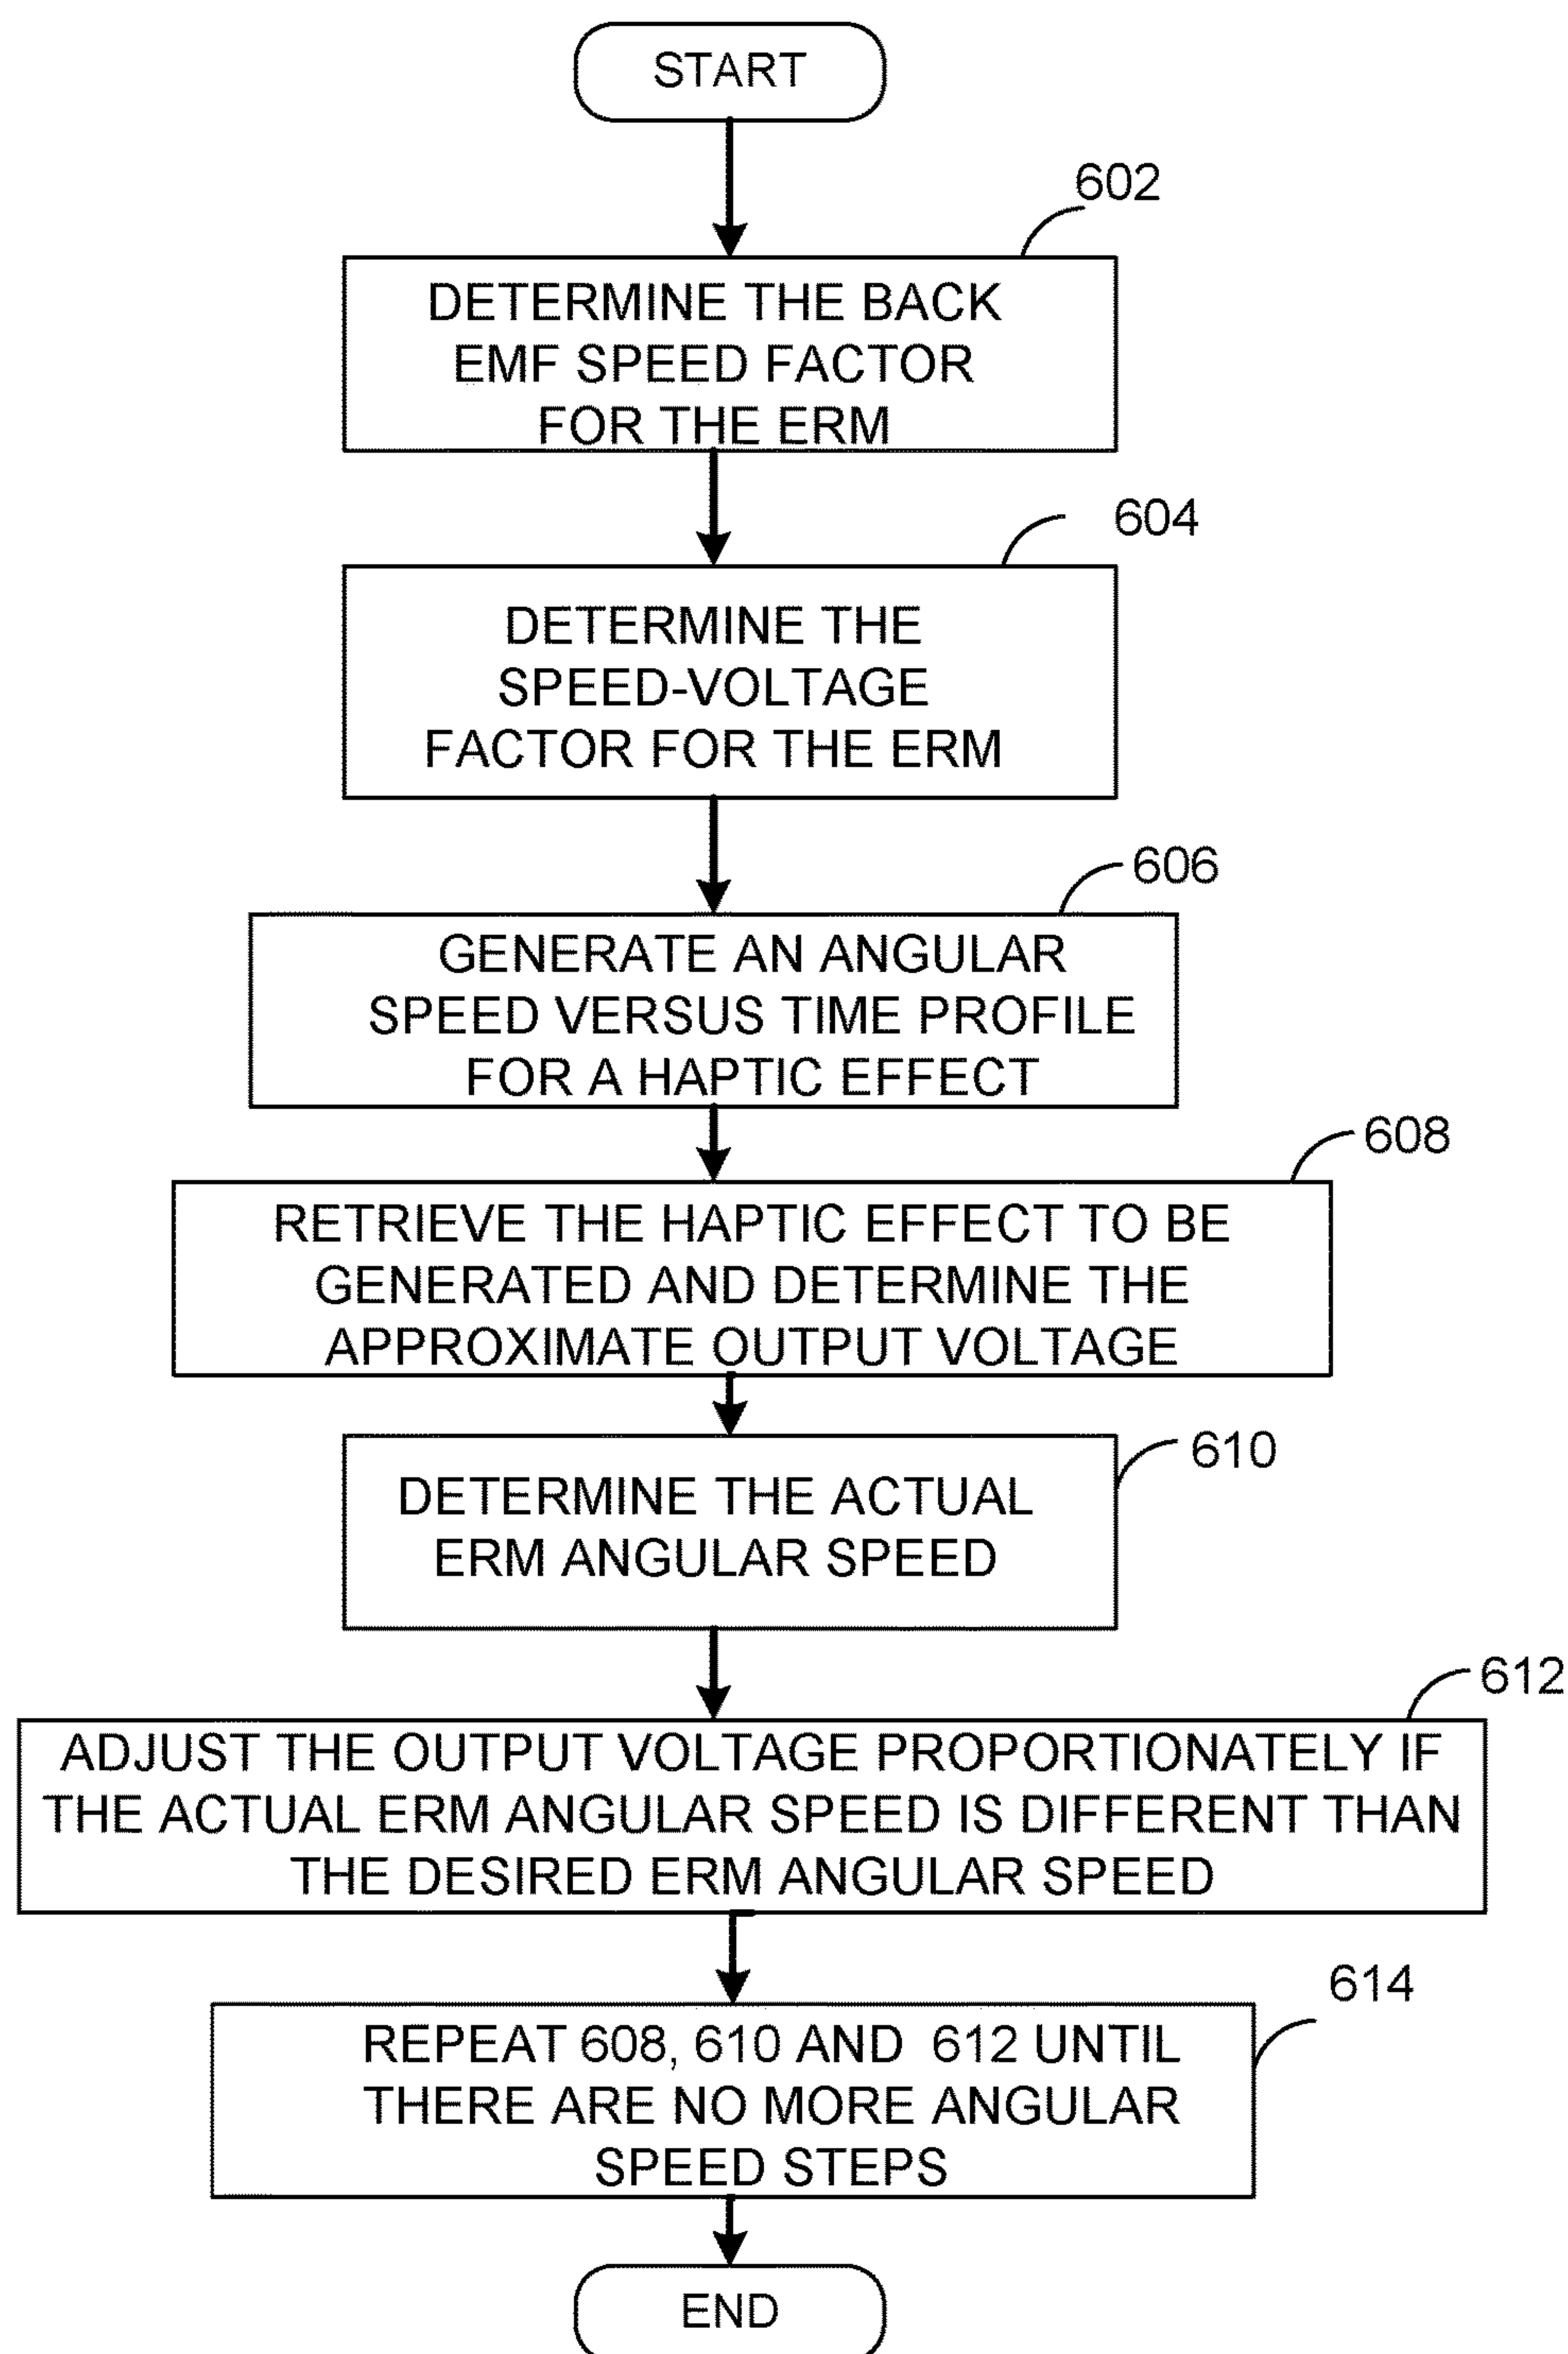 START
602
DETERMINE THE BACK
EMF SPEED FACTOR
FOR THE ERM
604
DETERMINE THE
SPEED-VOLTAGE
FACTOR FOR THE ERM
606
GENERATE AN ANGULAR
SPEED VERSUS TIME PROFILE
FOR A HAPTIC EFFECT
608
RETRIEVE THE HAPTIC EFFECT TO BE
GENERATED AND DETERMINE THE
APPROXIMATE OUTPUT VOLTAGE
610
DETERMINE THE ACTUAL
ERM ANGULAR SPEED
612
ADJUST THE OUTPUT VOLTAGE PROPORTIONATELY IF
THE ACTUAL ERM ANGULAR SPEED IS DIFFERENT THAN
THE DESIRED ERM ANGULAR SPEED
614
REPEAT 608, 610 AND 612 UNTIL
THERE ARE NO MORE ANGULAR
SPEED STEPS
END